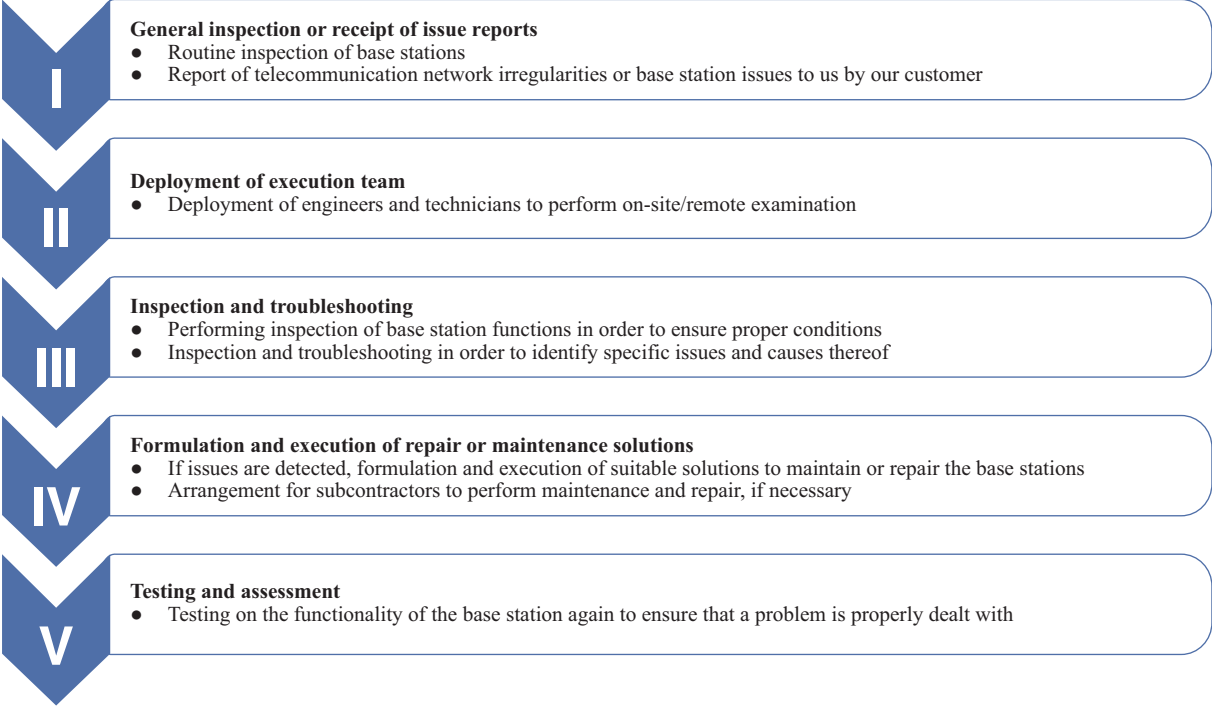 I
General inspection or receipt of issue reports
● Routine inspection of base stations
● Report of telecommunication network irregularities or base station issues to us by our customer
II
Deployment of execution team
● Deployment of engineers and technicians to perform on-site/remote examination
III
Inspection and troubleshooting
● Performing inspection of base station functions in order to ensure proper conditions
● Inspection and troubleshooting in order to identify specific issues and causes thereof
IV
Formulation and execution of repair or maintenance solutions
● If issues are detected, formulation and execution of suitable solutions to maintain or repair the base stations
● Arrangement for subcontractors to perform maintenance and repair, if necessary
V
Testing and assessment
● Testing on the functionality of the base station again to ensure that a problem is properly dealt with